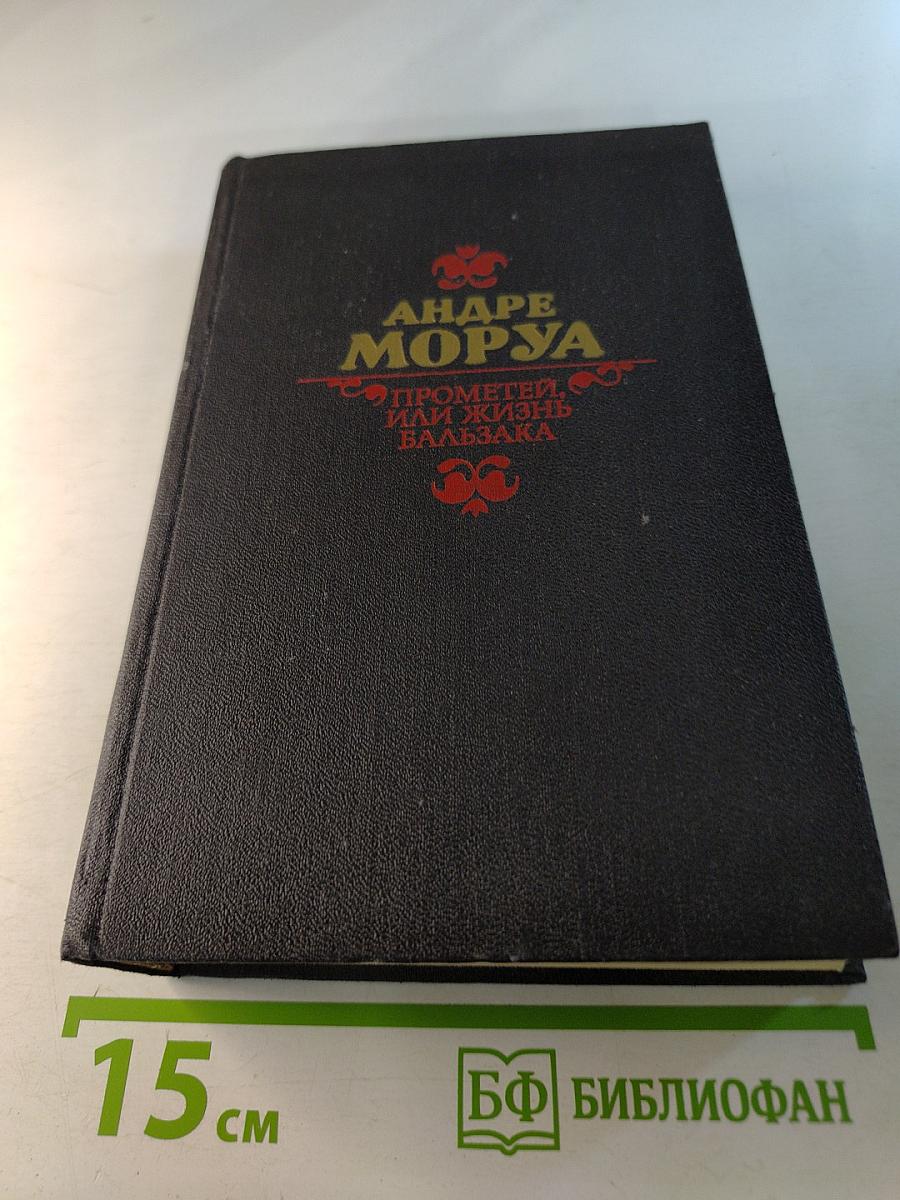 АНДРЕ
МОРУА
ПРОМЕТЕЙ,
ИЛИ ЖИЗНЬ
БАЛЬЗАКА
15 см
БФ БИБЛИОФАН